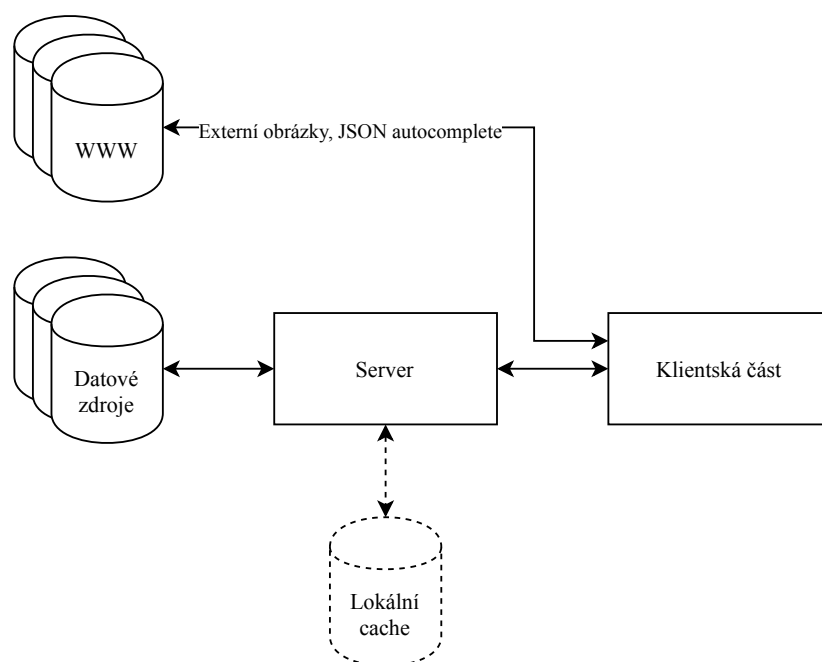 WWW
Externí obrázky, JSON autocomplete
Datové
zdroje
Server
Klientská část
Lokální
cache